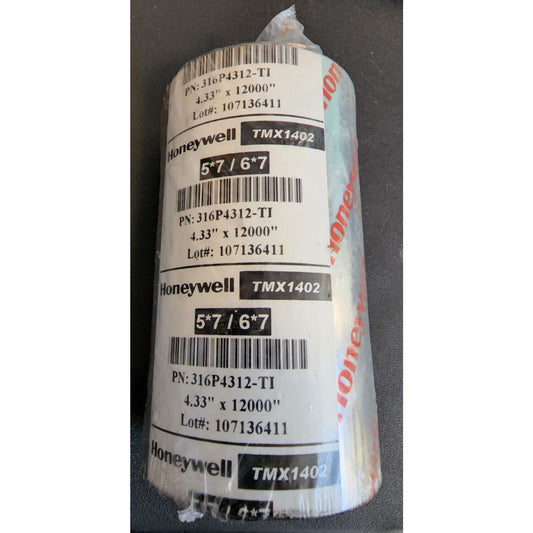 PN: 316P4312-TI
4.33" x 12000"
Lot#: 107136411
Honeywell TMX1402
5*7 / 6*7
PN: 316P4312-TI
4.33" x 12000"
Lot#: 107136411
Honeywell TMX1402
5*7 / 6*7
PN: 316P4312-TI
4.33" x 12000"
Lot#: 107136411
Honeywell TMX1402
6*7
Honeywell